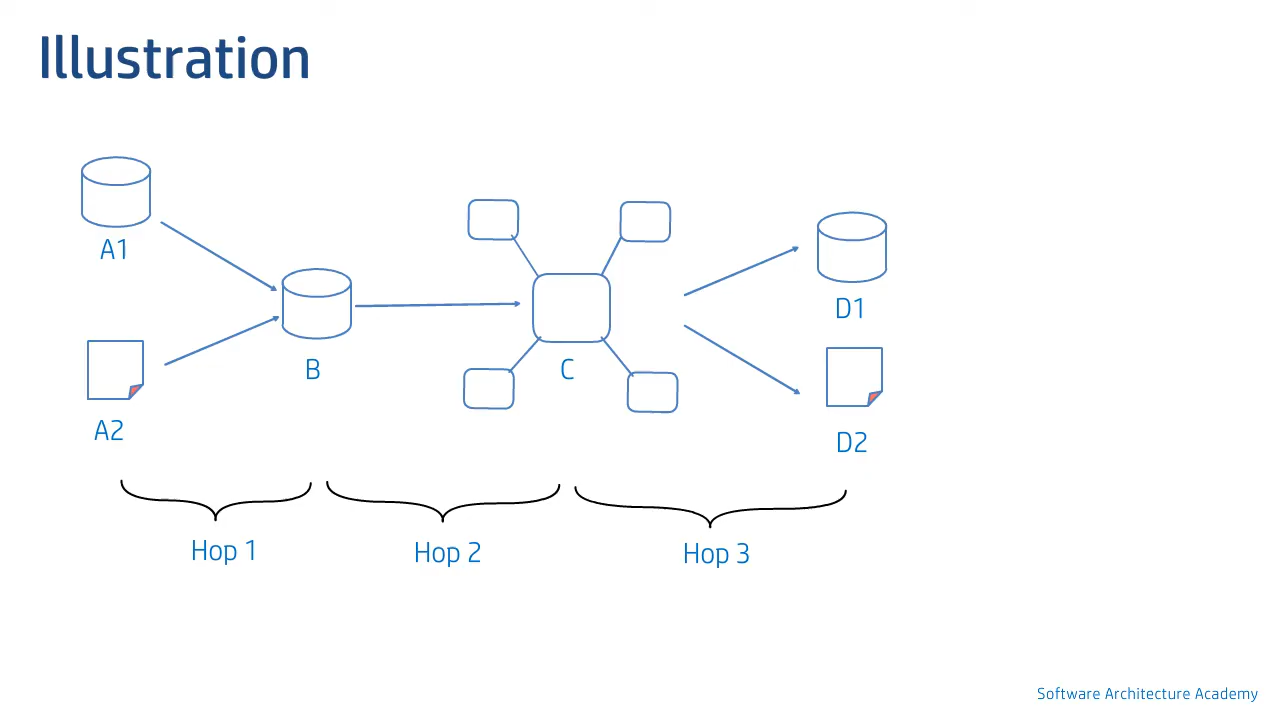 Illustration
A1
A2
B
C
D1
D2
Hop 1
Hop 2
Hop 3
Software Architecture Academy